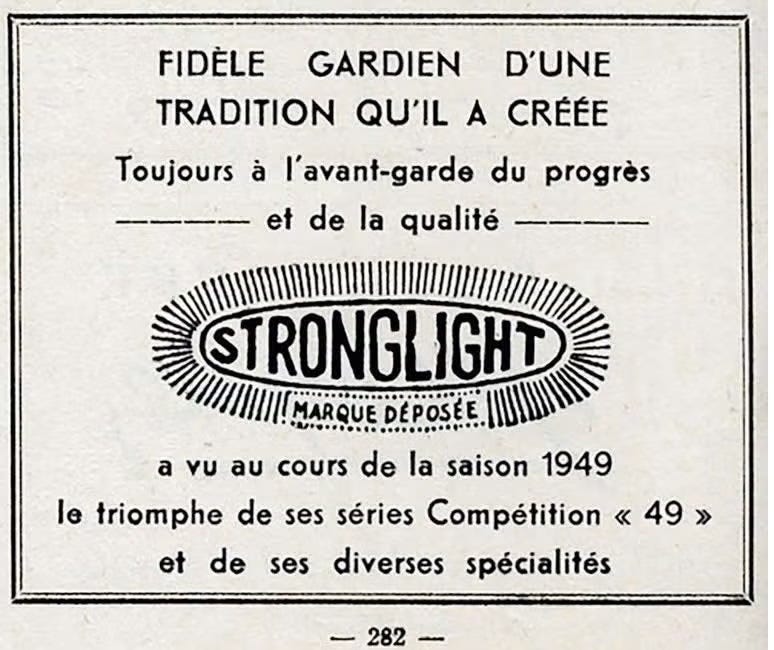 FIDÈLE GARDIEN D'UNE
TRADITION QU'IL A CRÉÉE
Toujours à l'avant-garde du progrès
et de la qualité
STRONGLIGHT
MARQUE DÉPOSÉE
a vu au cours de la saison 1949
le triomphe de ses séries Compétition « 49 »
et de ses diverses spécialités
— 282 —